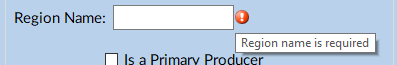 Region Name:
Region name is required
Is a Primary Producer